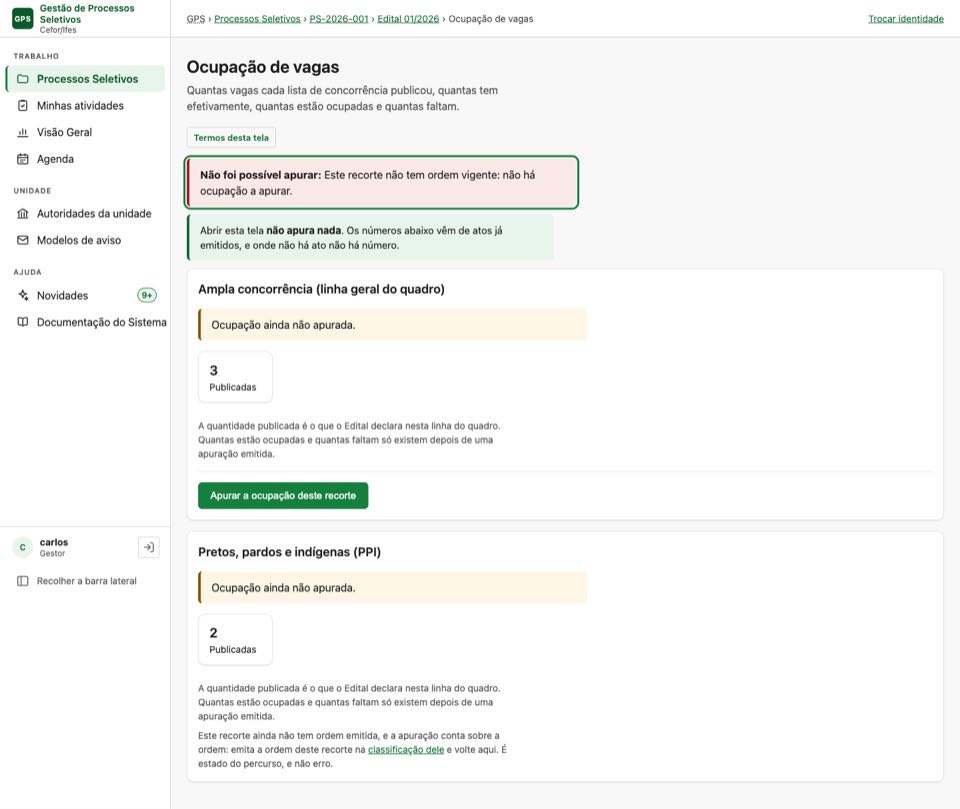 GPS
Gestão de Processos
Seletivos
Cefor/Ifes
GPS › Processos Seletivos › PS-2026-001 › Edital 01/2026 › Ocupação de vagas
Trocar identidade
TRABALHO
Processos Seletivos
Minhas atividades
Visão Geral
Agenda
UNIDADE
Autoridades da unidade
Modelos de aviso
AJUDA
Novidades
9+
Documentação do Sistema
C
carlos
Gestor
Recolher a barra lateral
Ocupação de vagas
Quantas vagas cada lista de concorrência publicou, quantas tem
efetivamente, quantas estão ocupadas e quantas faltam.
Termos desta tela
Não foi possível apurar: Este recorte não tem ordem vigente: não há
ocupação a apurar.
Abrir esta tela não apura nada. Os números abaixo vêm de atos já
emitidos, e onde não há ato não há número.
Ampla concorrência (linha geral do quadro)
Ocupação ainda não apurada.
3
Publicadas
A quantidade publicada é o que o Edital declara nesta linha do quadro.
Quantas estão ocupadas e quantas faltam só existem depois de uma
apuração emitida.
Apurar a ocupação deste recorte
Pretos, pardos e indígenas (PPI)
Ocupação ainda não apurada.
2
Publicadas
A quantidade publicada é o que o Edital declara nesta linha do quadro.
Quantas estão ocupadas e quantas faltam só existem depois de uma
apuração emitida.
Este recorte ainda não tem ordem emitida, e a apuração conta sobre a
ordem: emita a ordem deste recorte na classificação dele e volte aqui. É
estado do percurso, e não erro.